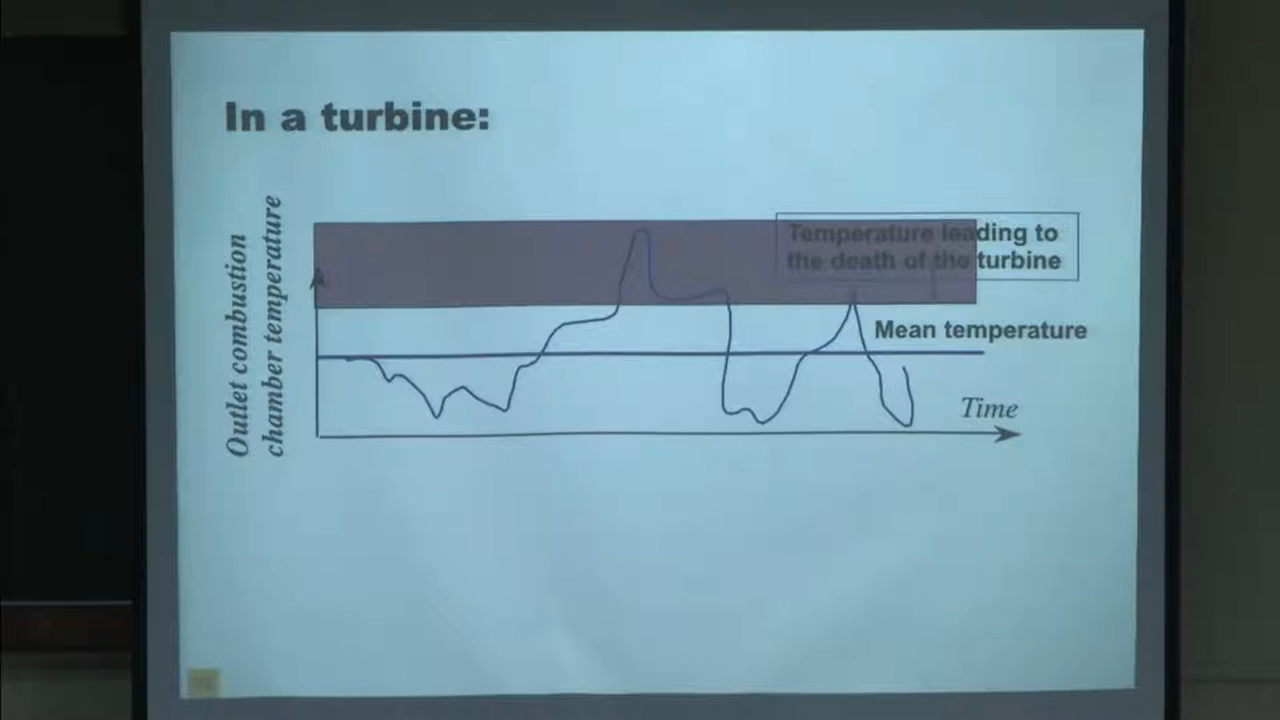 In a turbine:
Outlet combustion
chamber temperature
Temperature leading to
the death of the turbine
Mean temperature
Time